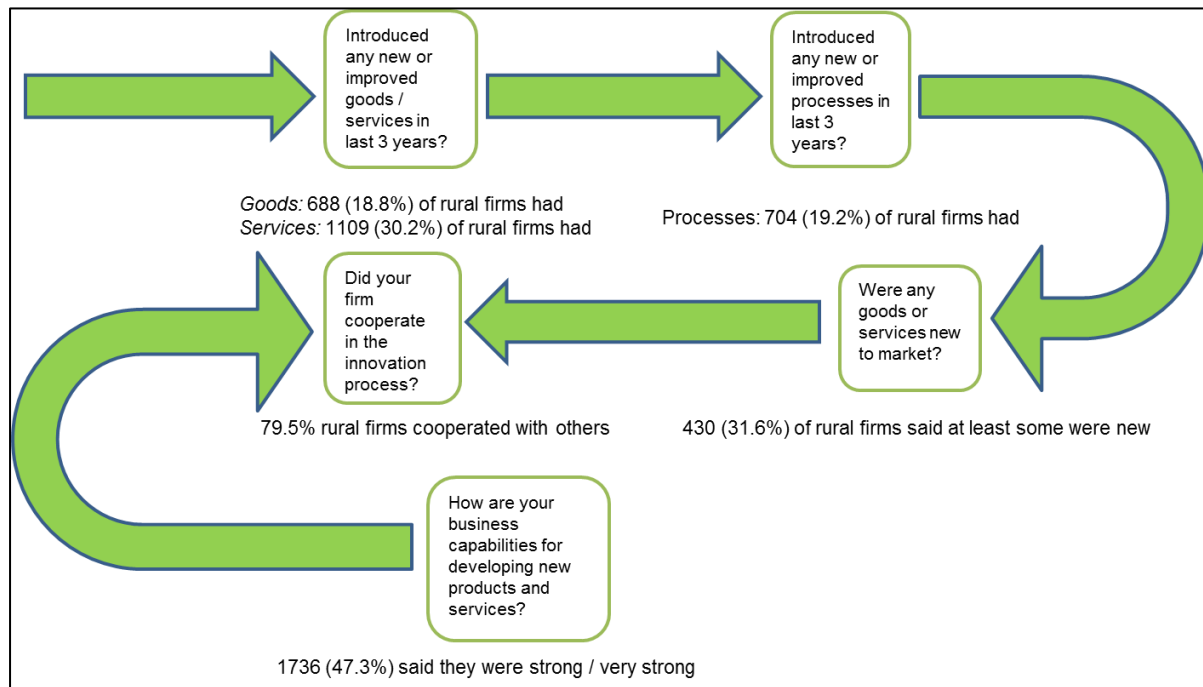 Introduced
any new or
improved
goods /
services in
last 3 years?
Introduced
any new or
improved
processes in
last 3
years?
Goods: 688 (18.8%) of rural firms had
Services: 1109 (30.2%) of rural firms had
Processes: 704 (19.2%) of rural firms had
Did your
firm
cooperate
in the
innovation
process?
Were any
goods or
services new
to market?
79.5% rural firms cooperated with others
430 (31.6%) of rural firms said at least some were new
How are your
business
capabilities for
developing new
products and
services?
1736 (47.3%) said they were strong / very strong